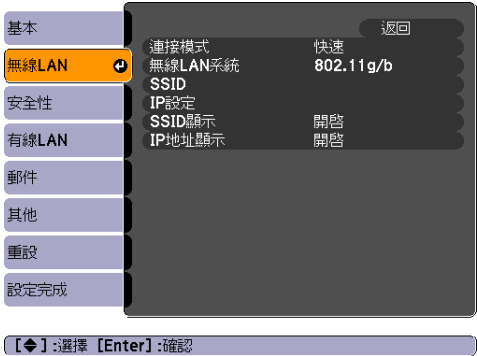 基本
無線LAN
安全性
有線LAN
郵件
其他
重設
設定完成
返回
連接模式 快速
無線LAN系統 802.11g/b
SSID
IP設定
SSID顯示 開啓
IP地址顯示 開啓
[◆]:選擇 [Enter]:確認